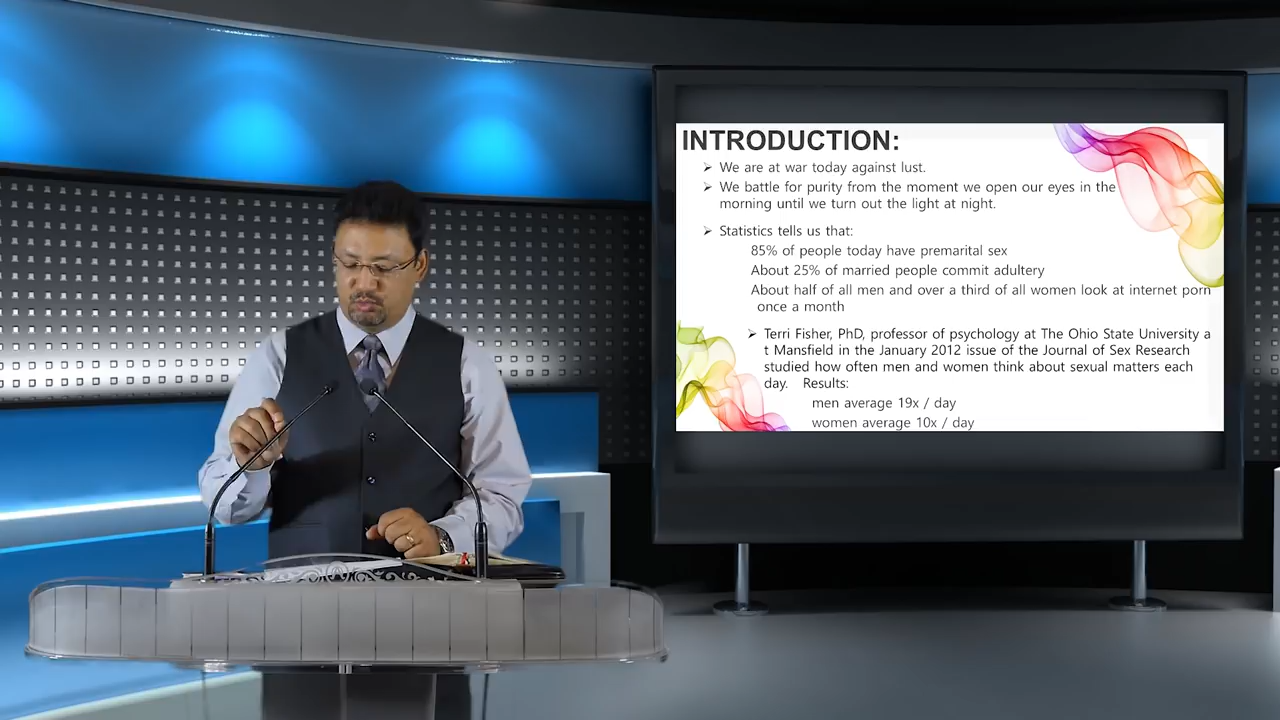 INTRODUCTION:
➢ We are at war today against lust.
➢ We battle for purity from the moment we open our eyes in the
morning until we turn out the light at night.
➢ Statistics tells us that:
85% of people today have premarital sex
About 25% of married people commit adultery
About half of all men and over a third of all women look at internet porn
once a month
➢ Terri Fisher, PhD, professor of psychology at The Ohio State University a
t Mansfield in the January 2012 issue of the Journal of Sex Research
studied how often men and women think about sexual matters each
day. Results:
men average 19x / day
women average 10x / day